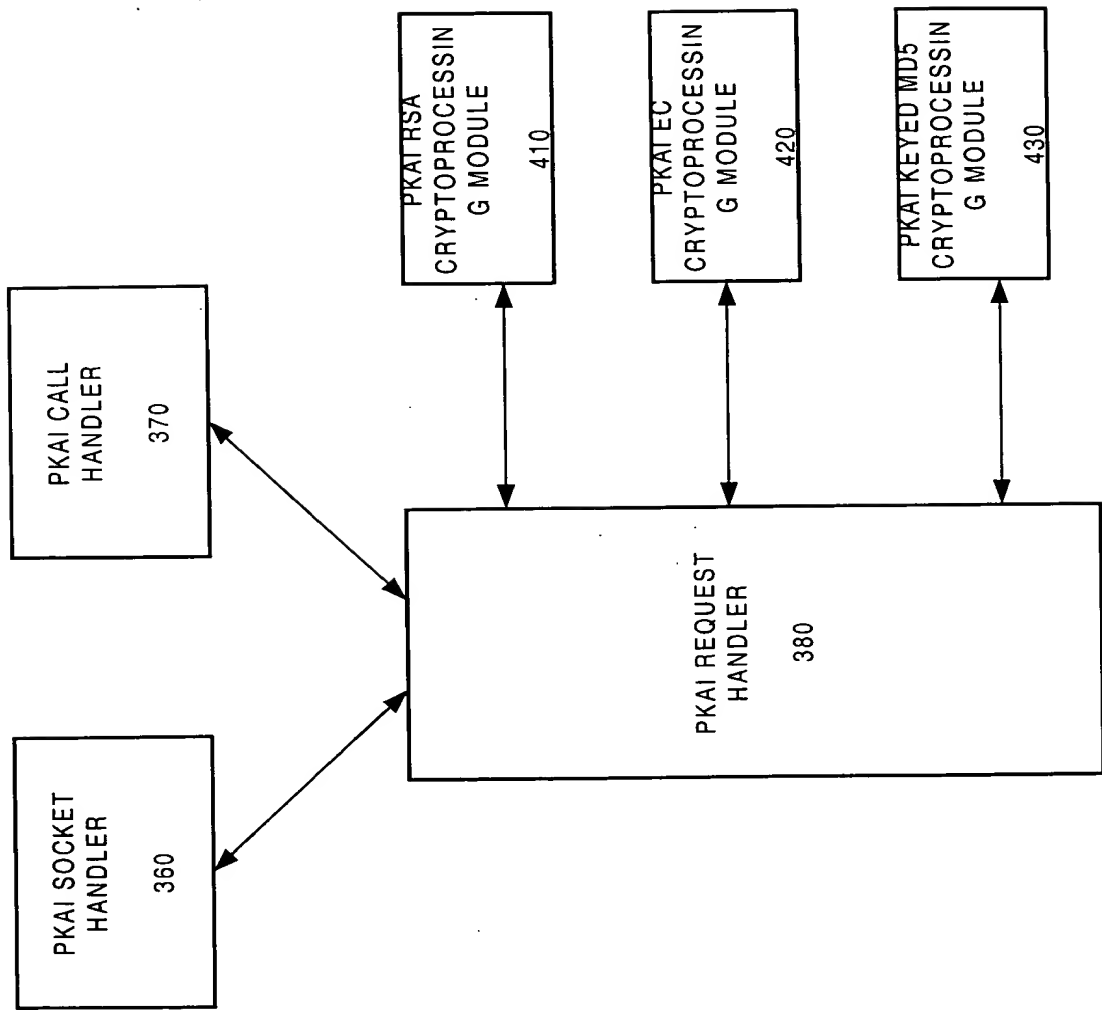 PKAI SOCKET
HANDLER
360
PKAI CALL
HANDLER
370
PKAI REQUEST
HANDLER
380
PKAI RSA
CRYPTOPROCESSIN
G MODULE
410
PKAI EC
CRYPTOPROCESSIN
G MODULE
420
PKAI KEYED MD5
CRYPTOPROCESSIN
G MODULE
430